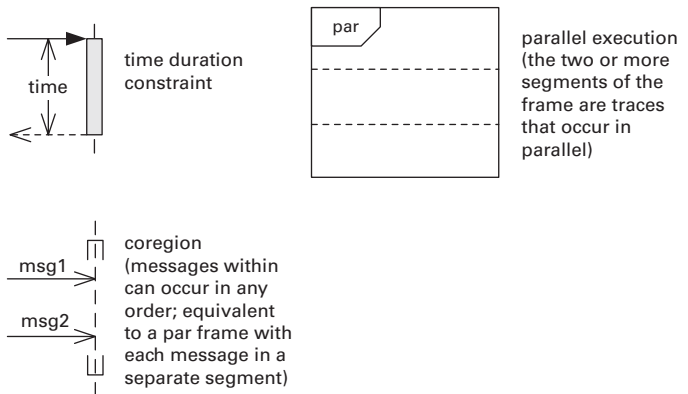 time
time duration
constraint
par
parallel execution
(the two or more
segments of the
frame are traces
that occur in
parallel)
msg1
msg2
coregion
(messages within
can occur in any
order; equivalent
to a par frame with
each message in a
separate segment)